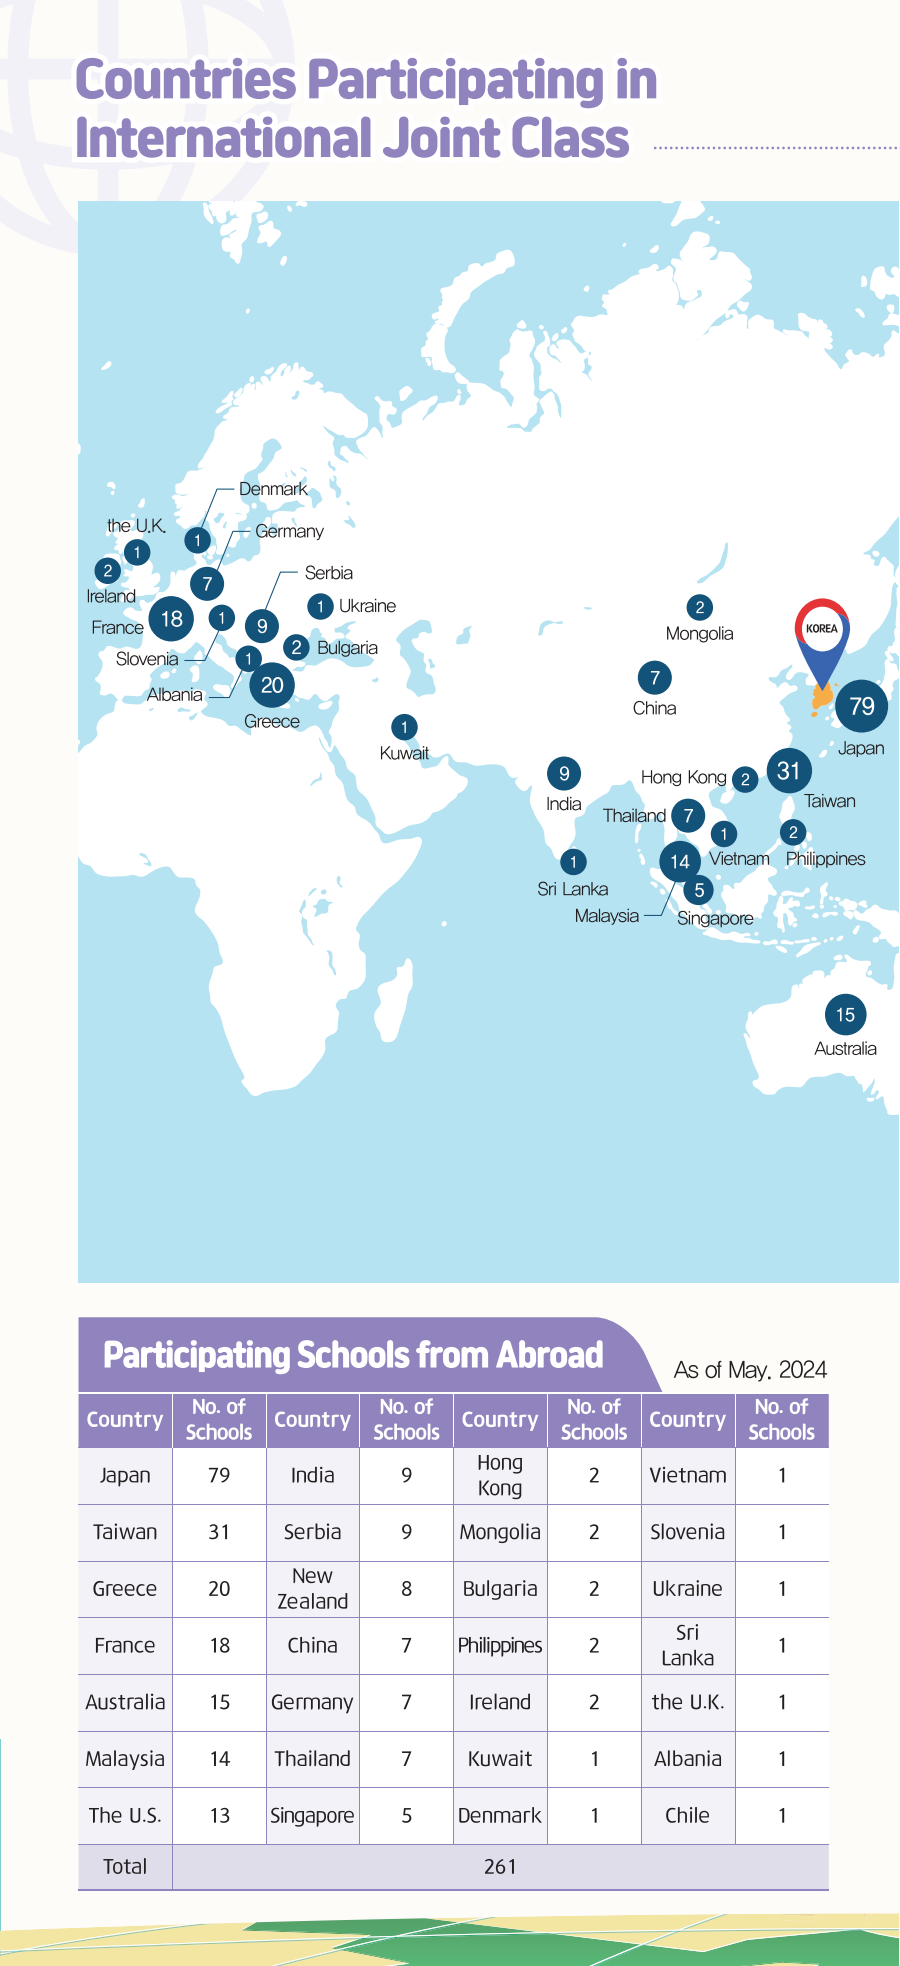 Countries Participating in
International Joint Class
Denmark
the U.K.
1
Germany
1
2
7
Serbia
Ireland
1
Ukraine
2
Mongolia
France
18
1
9
KOREA
Slovenia
2
Bulgaria
1
Albania
20
Greece
7
China
79
Japan
1
Kuwait
9
India
Hong Kong
2
31
Taiwan
Thailand
7
1
Vietnam
2
Philippines
1
Sri Lanka
14
Malaysia
5
Singapore
15
Australia
Participating Schools from Abroad
As of May. 2024
Country No. of Schools Country No. of Schools Country No. of Schools Country No. of Schools
Japan 79 India 9 Hong Kong 2 Vietnam 1
Taiwan 31 Serbia 9 Mongolia 2 Slovenia 1
Greece 20 New Zealand 8 Bulgaria 2 Ukraine 1
France 18 China 7 Philippines 2 Sri Lanka 1
Australia 15 Germany 7 Ireland 2 the U.K. 1
Malaysia 14 Thailand 7 Kuwait 1 Albania 1
The U.S. 13 Singapore 5 Denmark 1 Chile 1
Total 261